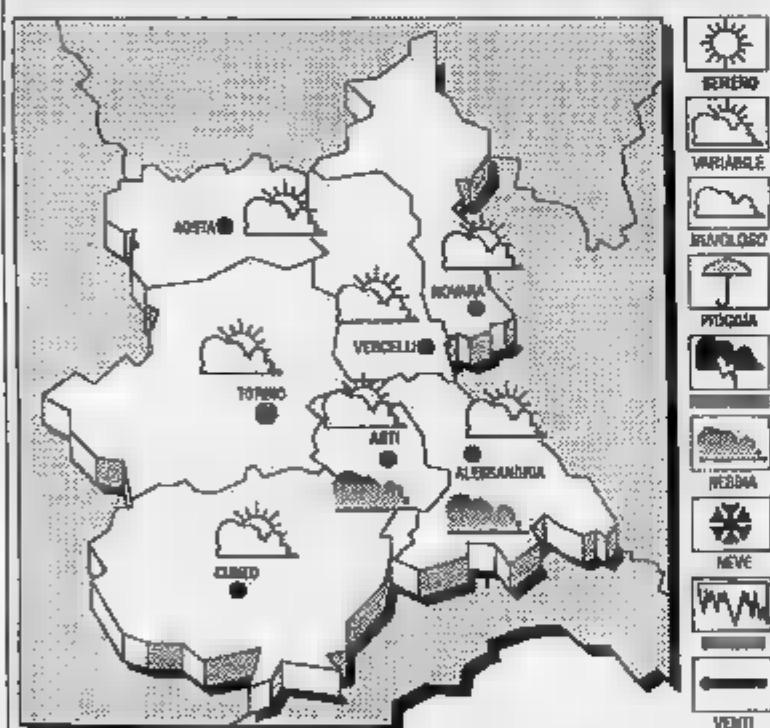 AOSTA
NOVARA
VERCELLI
TORINO
ASTI
ALESSANDRIA
CUNEO
SERENO
VARIABILE
NUVOLOSO
PIOGGIA
NEBBIA
NEVE
VENTI